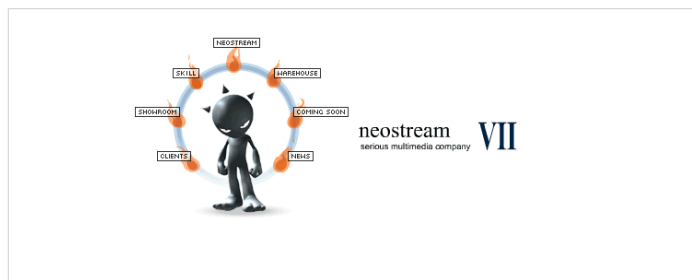 NEOSTREAM
SKILL
WAREHOUSE
SHOWROOM
COMING SOON
CLIENTS
NEWS
neostream
serious multimedia company
VII